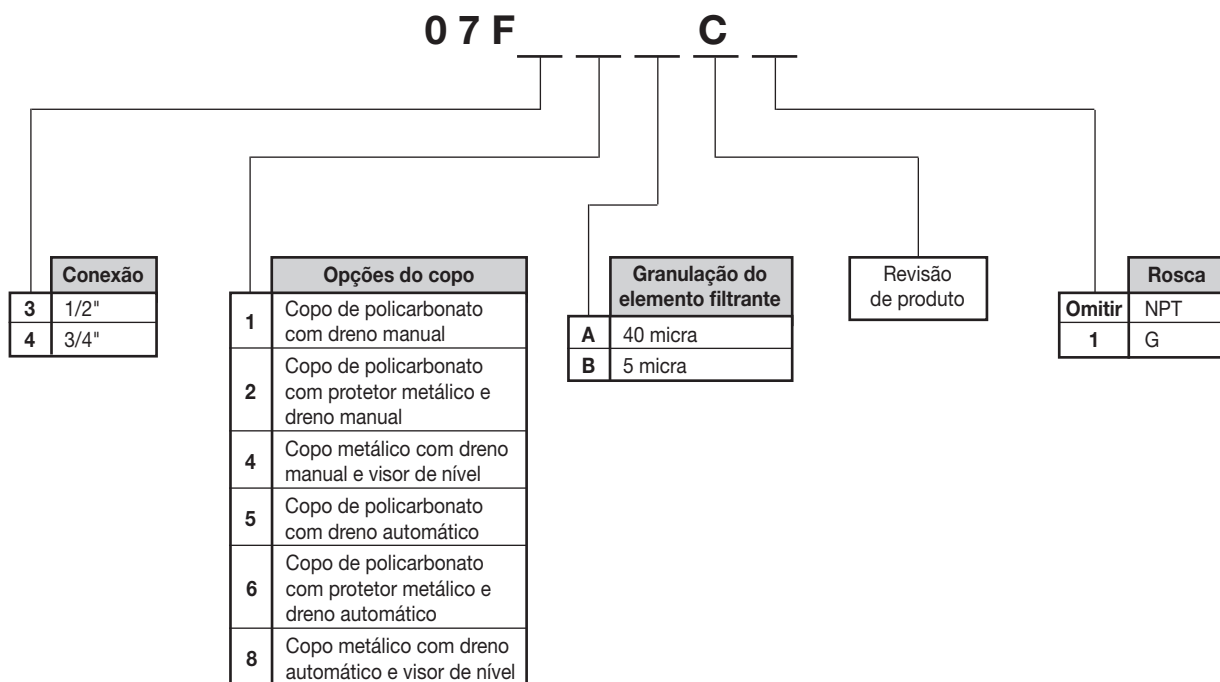 07F C
Conexão
3 1/2"
4 3/4"
Opções do copo
1 Copo de policarbonato
com dreno manual
2 Copo de policarbonato
com protetor metálico e
dreno manual
4 Copo metálico com dreno
manual e visor de nível
5 Copo de policarbonato
com dreno automático
6 Copo de policarbonato
com protetor metálico e
dreno automático
8 Copo metálico com dreno
automático e visor de nível
Granulação do
elemento filtrante
A 40 micra
B 5 micra
Revisão
de produto
Rosca
Omitir NPT
1 G